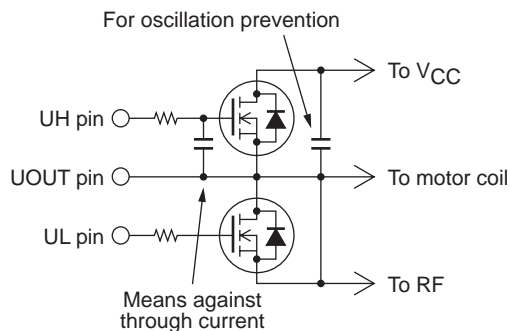 For oscillation prevention
To VCC
UH pin
UOUT pin
To motor coil
UL pin
To RF
Means against
through current